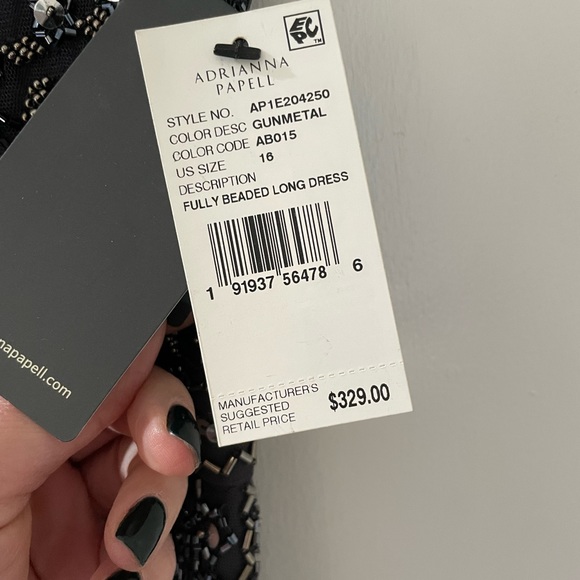 EPC™
ADRIANNA
PAPELL
STYLE NO. AP1E204250
COLOR DESC GUNMETAL
COLOR CODE AB015
US SIZE 16
DESCRIPTION
FULLY BEADED LONG DRESS
1 91937 56478 6
MANUFACTURER'S
SUGGESTED
RETAIL PRICE
$329.00
napapell.com